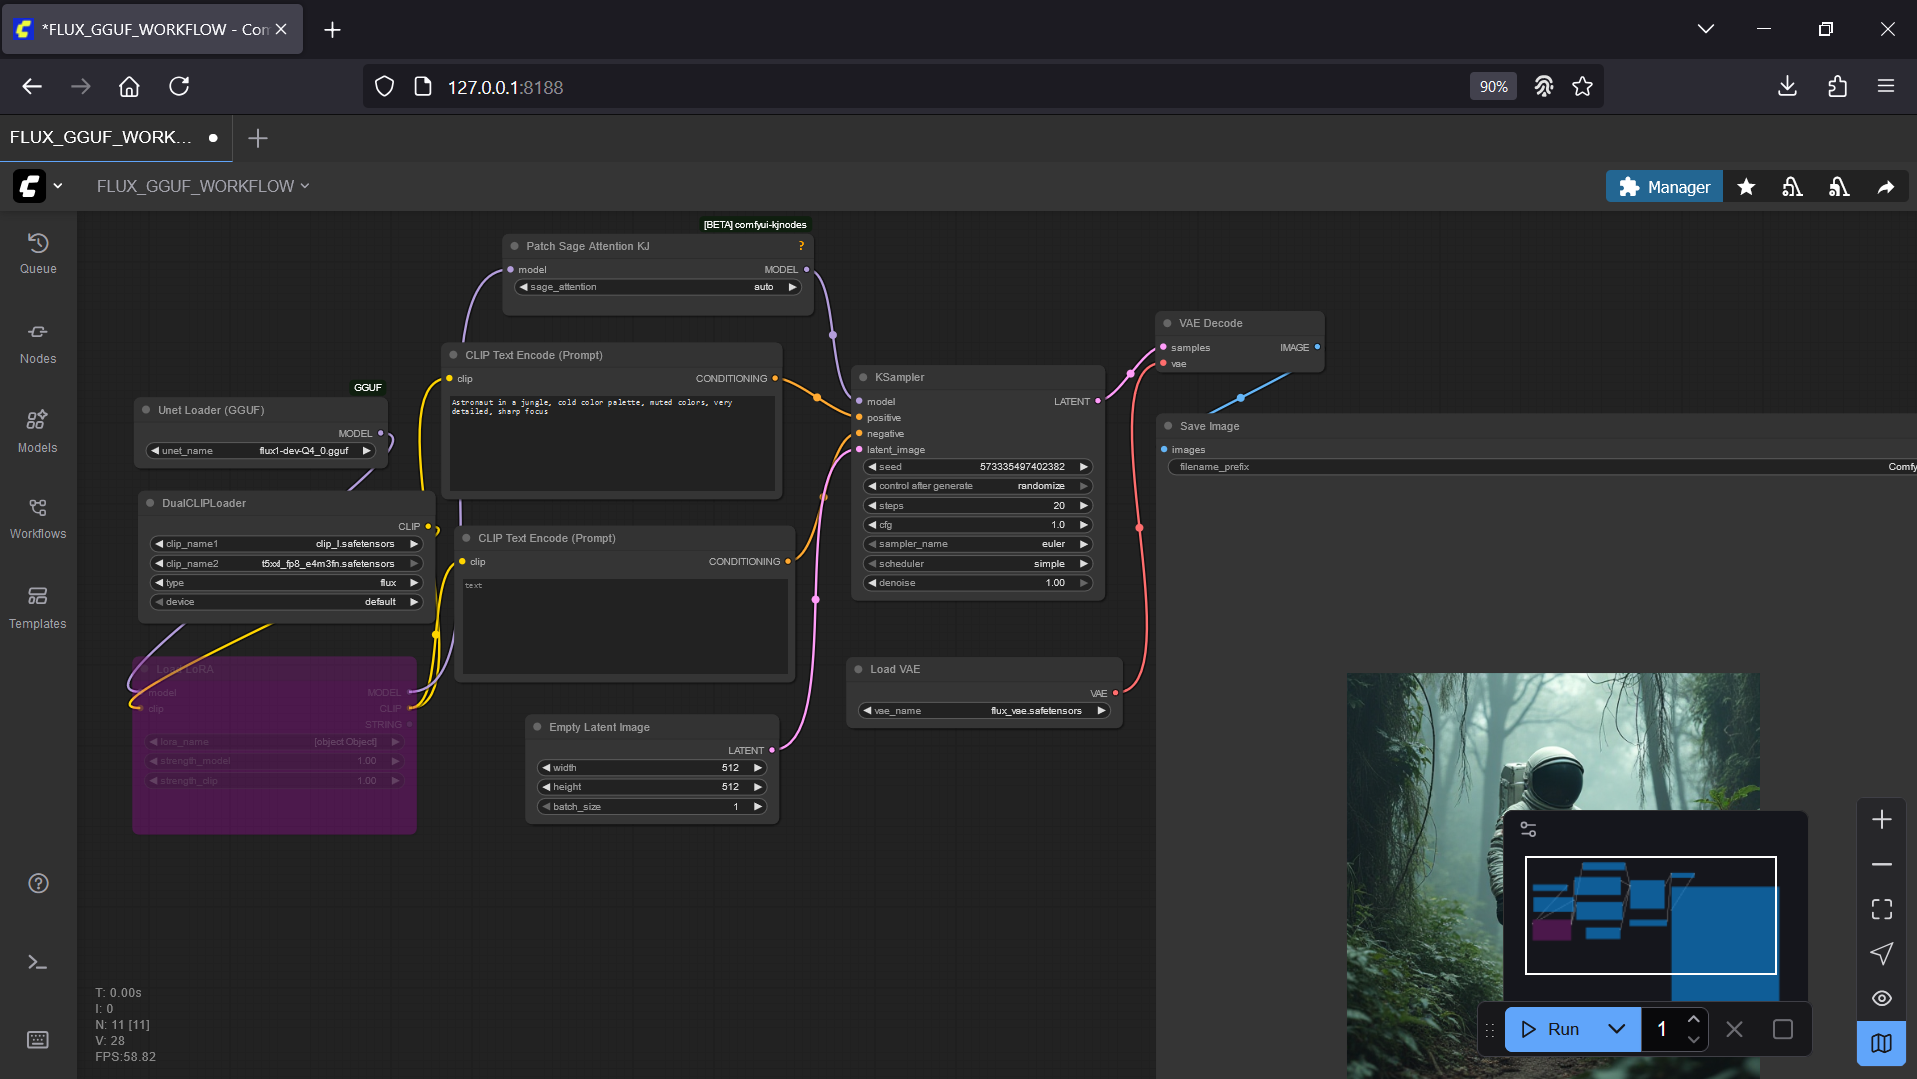 *FLUX_GGUF_WORKFLOW - Con
127.0.0.1:8188
90%
FLUX_GGUF_WORK...
FLUX_GGUF_WORKFLOW
Manager
Queue
Nodes
Models
Workflows
Templates
[BETA] comfyui-kjnodes
Patch Sage Attention KJ
?
model
MODEL
sage_attention
auto
CLIP Text Encode (Prompt)
clip
CONDITIONING
Astronaut in a jungle, cold color palette, muted colors, very
detailed, sharp focus
GGUF
Unet Loader (GGUF)
MODEL
unet_name
flux1-dev-Q4_0.gguf
DualCLIPLoader
CLIP
clip_name1
clip_l.safetensors
clip_name2
t5xxl_fp8_e4m3fn.safetensors
type
flux
device
default
CLIP Text Encode (Prompt)
clip
CONDITIONING
text
Load LoRA
model
MODEL
clip
CLIP
STRING
lora_name
[object Object]
strength_model
1.00
strength_clip
1.00
Empty Latent Image
LATENT
width
512
height
512
batch_size
1
KSampler
model
LATENT
positive
negative
latent_image
seed
573335497402382
control after generate
randomize
steps
20
cfg
1.0
sampler_name
euler
scheduler
simple
denoise
1.00
Load VAE
VAE
vae_name
flux_vae.safetensors
VAE Decode
samples
IMAGE
vae
Save Image
images
filename_prefix
Comfy
T: 0.00s
I: 0
N: 11 [11]
V: 28
FPS:58.82
Run
1